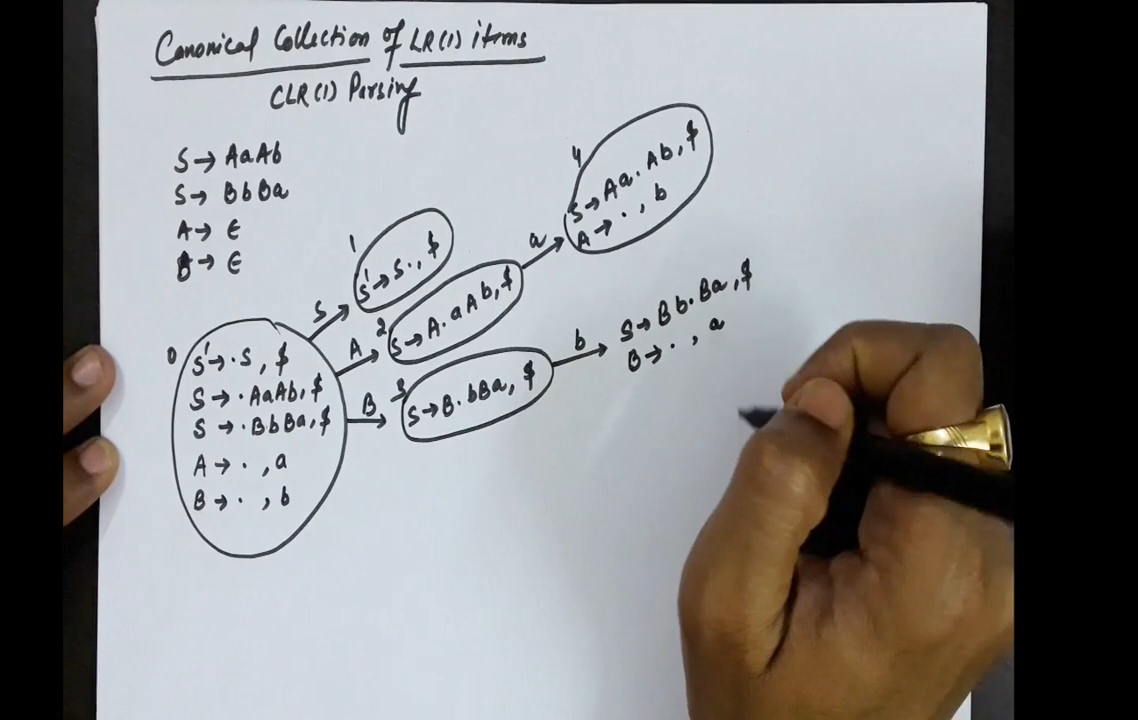 Canonical Collection of LR(1) items
CLR(1) Parsing
S → AaAb
S → BbBa
A → ϵ
B → ϵ
0
S' → ·S, $
S → ·AaAb, $
S → ·BbBa, $
A → · , a
B → · , b
S
1
S' → S·, $
A
2
S → A·aAb, $
B
3
S → B·bBa, $
a
4
S → Aa·Ab, $
A → · , b
b
S → Bb·Ba, $
B → · , a